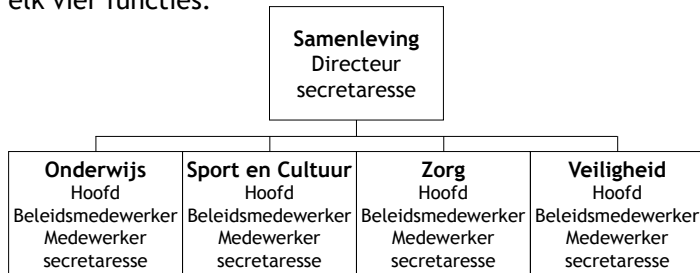 elk vier functies.
Samenleving
Directeur
secretaresse
Onderwijs
Hoofd
Beleidsmedewerker
Medewerker
secretaresse
Sport en Cultuur
Hoofd
Beleidsmedewerker
Medewerker
secretaresse
Zorg
Hoofd
Beleidsmedewerker
Medewerker
secretaresse
Veiligheid
Hoofd
Beleidsmedewerker
Medewerker
secretaresse